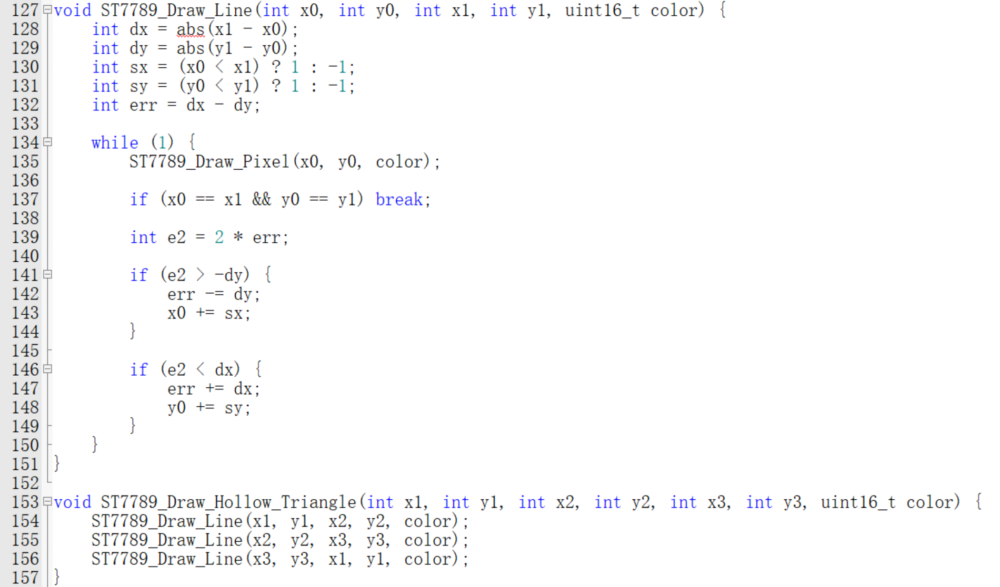 127 void ST7789_Draw_Line(int x0, int y0, int x1, int y1, uint16_t color) {
128     int dx = abs(x1 - x0);
129     int dy = abs(y1 - y0);
130     int sx = (x0 < x1) ? 1 : -1;
131     int sy = (y0 < y1) ? 1 : -1;
132     int err = dx - dy;
133
134     while (1) {
135         ST7789_Draw_Pixel(x0, y0, color);
136
137         if (x0 == x1 && y0 == y1) break;
138
139         int e2 = 2 * err;
140
141         if (e2 > -dy) {
142             err -= dy;
143             x0 += sx;
144         }
145
146         if (e2 < dx) {
147             err += dx;
148             y0 += sy;
149         }
150     }
151 }
152
153 void ST7789_Draw_Hollow_Triangle(int x1, int y1, int x2, int y2, int x3, int y3, uint16_t color) {
154     ST7789_Draw_Line(x1, y1, x2, y2, color);
155     ST7789_Draw_Line(x2, y2, x3, y3, color);
156     ST7789_Draw_Line(x3, y3, x1, y1, color);
157 }